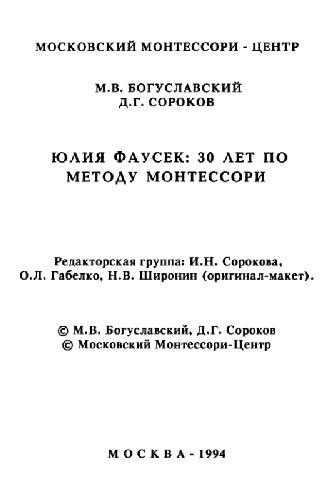 МОСКОВСКИЙ МОНТЕССОРИ - ЦЕНТР
М.В. БОГУСЛАВСКИЙ
Д.Г. СОРОКОВ
ЮЛИЯ ФАУСЕК: 30 ЛЕТ ПО
МЕТОДУ МОНТЕССОРИ
Редакторская группа: И.Н. Сорокова,
О.Л. Габелко, Н.В. Широнин (оригинал-макет).
© М.В. Богуславский, Д.Г. Сороков
© Московский Монтессори-Центр
МОСКВА - 1994